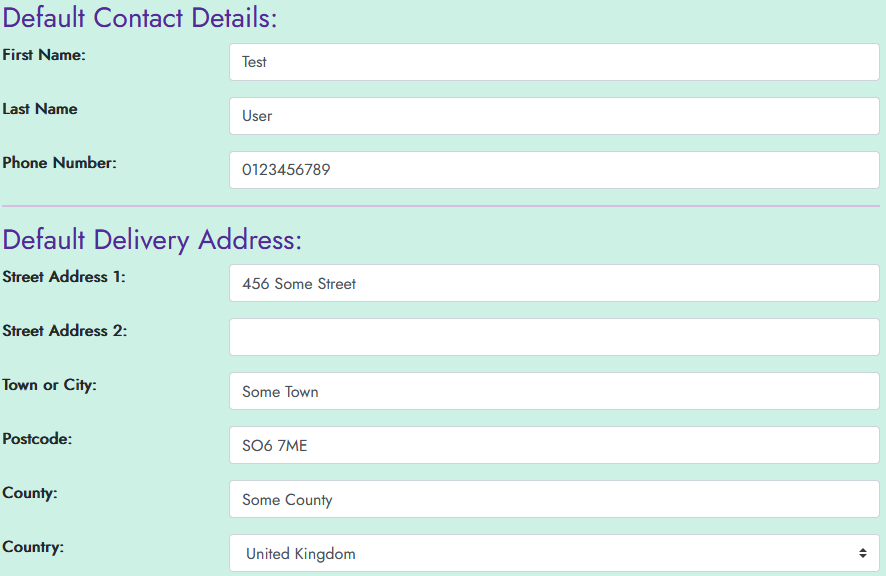 Default Contact Details:
First Name: Test
Last Name User
Phone Number: 0123456789
Default Delivery Address:
Street Address 1: 456 Some Street
Street Address 2:
Town or City: Some Town
Postcode: SO6 7ME
County: Some County
Country: United Kingdom